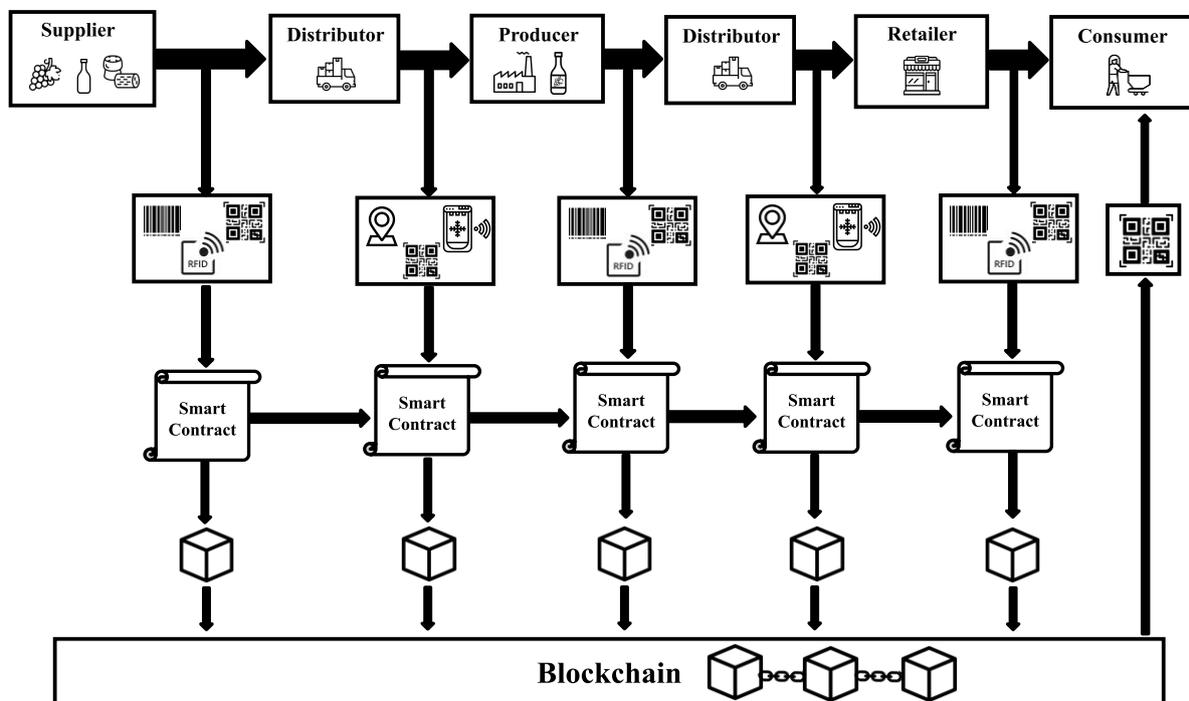 Supplier
Distributor
Producer
Distributor
Retailer
Consumer
RFID
RFID
RFID
Smart
Contract
Smart
Contract
Smart
Contract
Smart
Contract
Smart
Contract
Blockchain